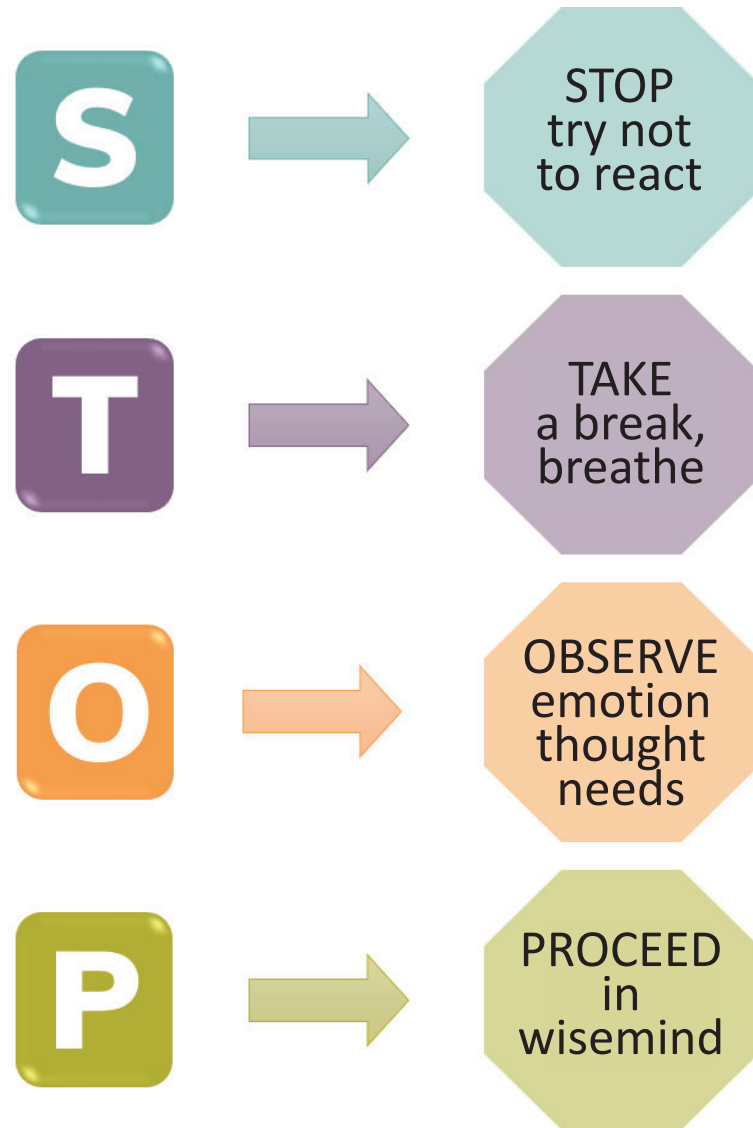 S
STOP
try not
to react
T
TAKE
a break,
breathe
O
OBSERVE
emotion
thought
needs
P
PROCEED
in
wisemind